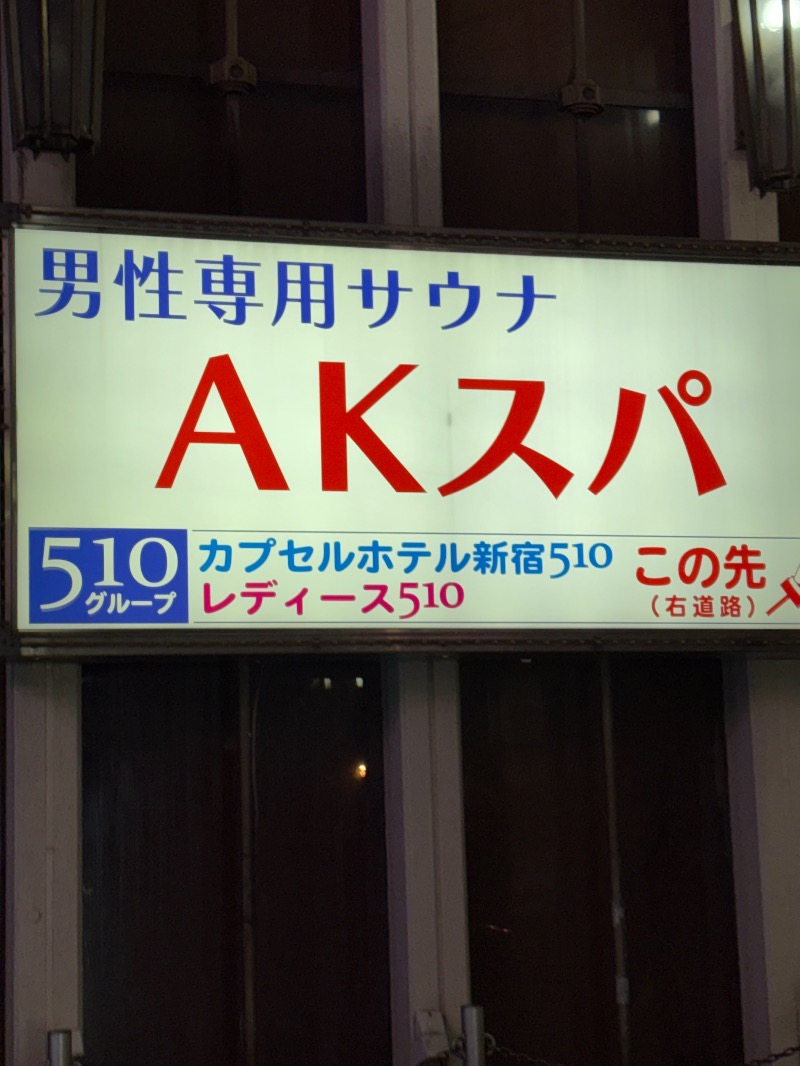 男性専用サウナ
AKスパ
510
グループ
カプセルホテル新宿510
レディース510
この先
(右道路)